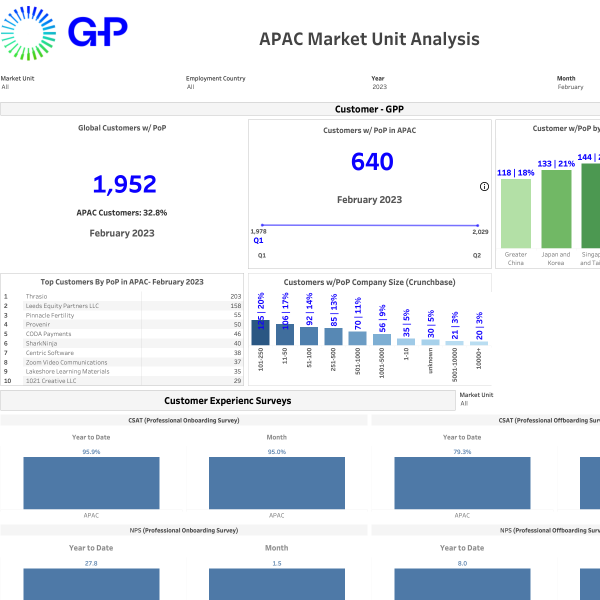 G-P
APAC Market Unit Analysis
Market Unit
All
Employment Country
All
Year
2023
Month
February
Customer - GPP
Global Customers w/ PoP
1,952
APAC Customers: 32.8%
February 2023
Customers w/ PoP in APAC
640
February 2023
1,978
2,029
Q1
Q1
Q2
Customer w/PoP by
118 | 18%
133 | 21%
144 |
Greater China
Japan and Korea
Top Customers By PoP in APAC- February 2023
1 Thrasio 203
2 Leeds Equity Partners LLC 158
3 Pinnacle Fertility 55
4 Provenir 50
5 CODA Payments 46
6 SharkNinja 40
7 Centric Software 38
8 Zoom Video Communications 37
9 Lakeshore Learning Materials 35
10 1021 Creative LLC 29
Customers w/PoP Company Size (Crunchbase)
125 | 20%
106 | 17%
92 | 14%
85 | 13%
70 | 11%
56 | 9%
35 | 5%
30 | 5%
21 | 3%
20 | 3%
101-250
11-50
51-100
251-500
501-1000
1001-5000
1-10
unknown
5001-10000
10000+
Customer Experienc Surveys
Market Unit
All
CSAT (Professional Onboarding Survey)
CSAT (Professional Offboarding Surve
Year to Date
Month
Year to Date
95.9%
95.0%
79.3%
APAC
APAC
APAC
NPS (Professional Onboarding Survey)
NPS (Professional Offboarding Surve
Year to Date
Month
Year to Date
27.8
1.5
8.0